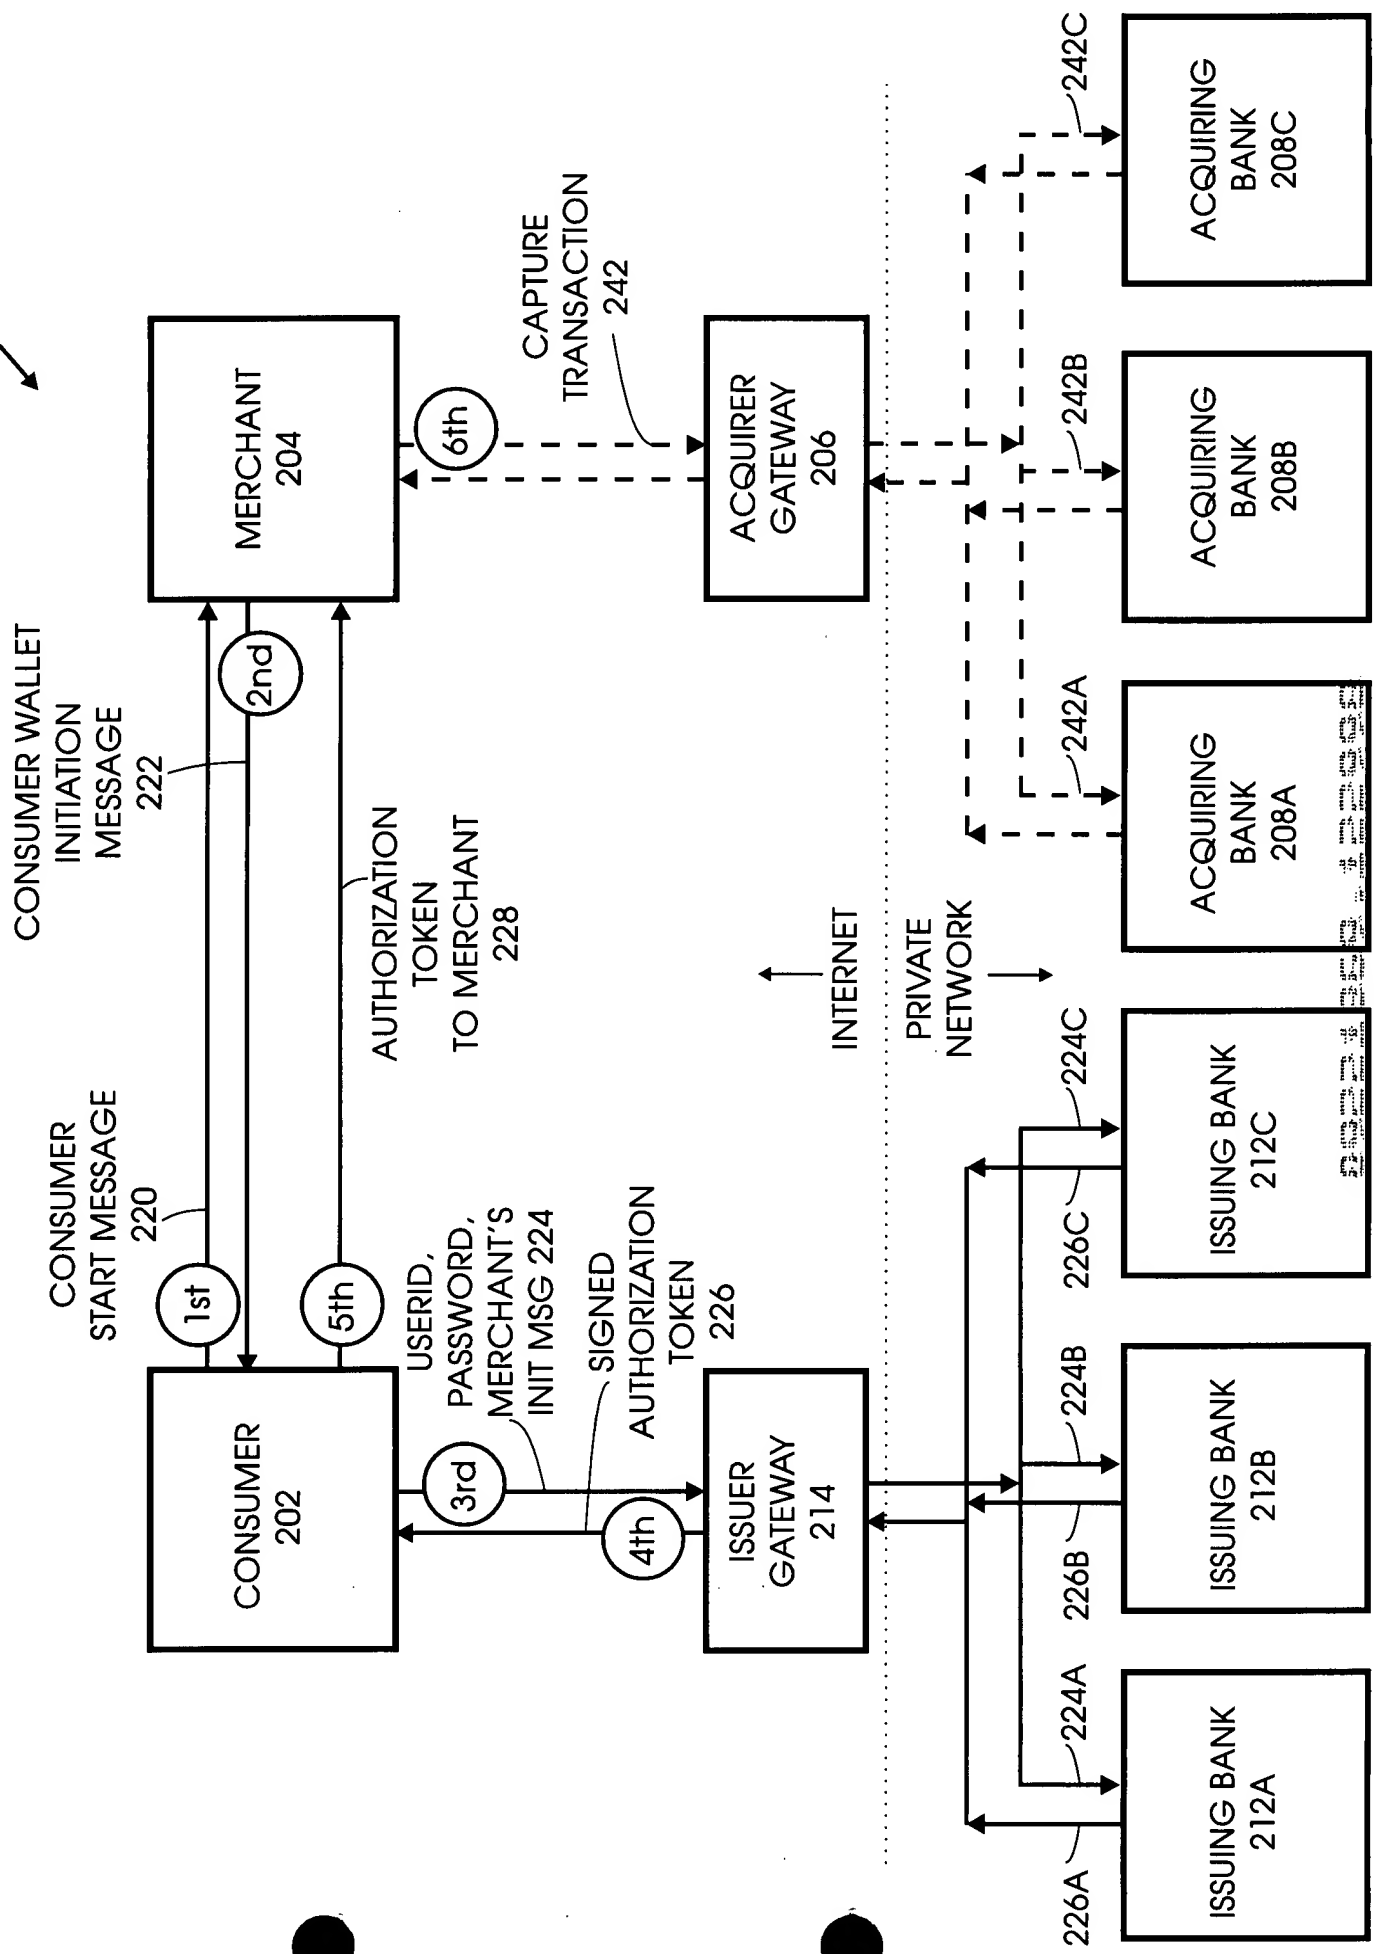 CONSUMER WALLET
INITIATION
MESSAGE
222
CONSUMER
START MESSAGE
220
1st
2nd
5th
CONSUMER
202
MERCHANT
204
AUTHORIZATION
TOKEN
TO MERCHANT
228
USERID,
PASSWORD,
MERCHANT'S
INIT MSG 224
3rd
SIGNED
AUTHORIZATION
TOKEN
226
4th
6th
CAPTURE
TRANSACTION
242
ISSUER
GATEWAY
214
ACQUIRER
GATEWAY
206
INTERNET
PRIVATE
NETWORK
226A
224A
226B
224B
226C
224C
242A
242B
242C
ISSUING BANK
212A
ISSUING BANK
212B
ISSUING BANK
212C
ACQUIRING
BANK
208A
ACQUIRING
BANK
208B
ACQUIRING
BANK
208C